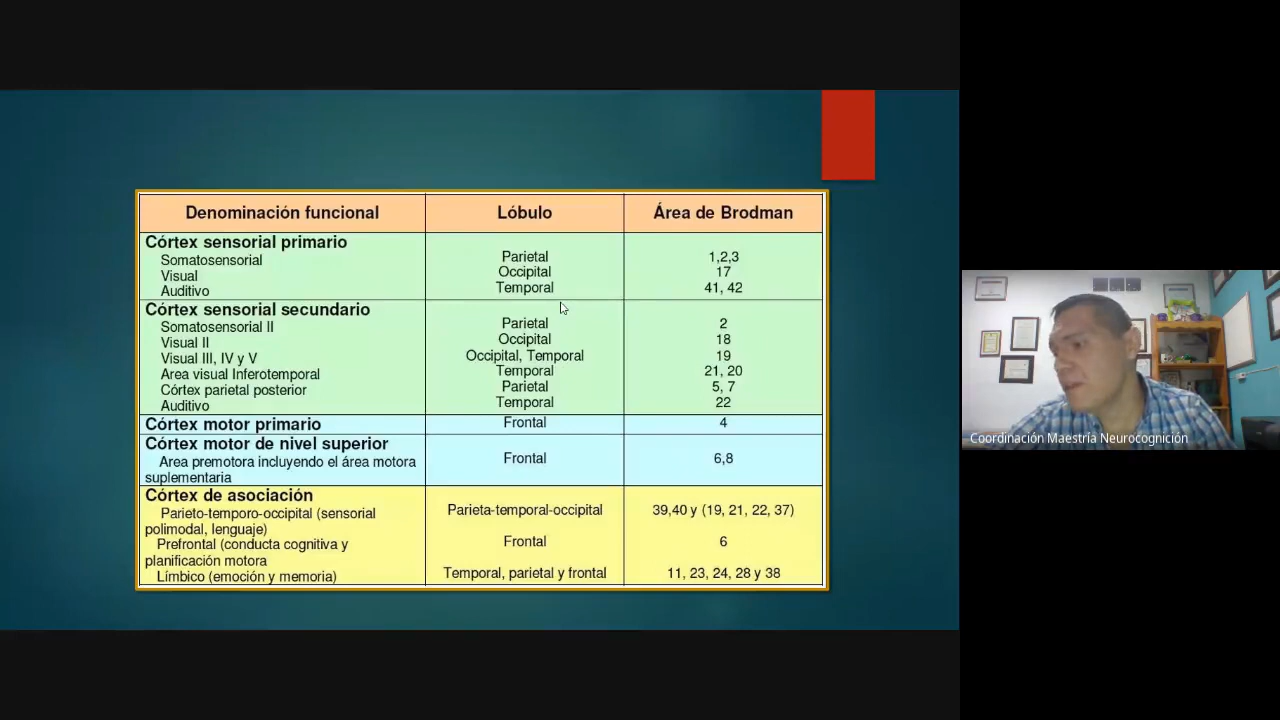 Denominación funcional Lóbulo Área de Brodman
Córtex sensorial primario
Somatosensorial Parietal 1,2,3
Visual Occipital 17
Auditivo Temporal 41, 42
Córtex sensorial secundario
Somatosensorial II Parietal 2
Visual II Occipital 18
Visual III, IV y V Occipital, Temporal 19
Area visual Inferotemporal Temporal 21, 20
Córtex parietal posterior Parietal 5, 7
Auditivo Temporal 22
Córtex motor primario Frontal 4
Córtex motor de nivel superior
Area premotora incluyendo el área motora
suplementaria Frontal 6,8
Córtex de asociación
Parieto-temporo-occipital (sensorial Parieta-temporal-occipital 39,40 y (19, 21, 22, 37)
polimodal, lenguaje)
Prefrontal (conducta cognitiva y Frontal 6
planificación motora
Límbico (emoción y memoria) Temporal, parietal y frontal 11, 23, 24, 28 y 38
Coordinación Maestría Neurocognición